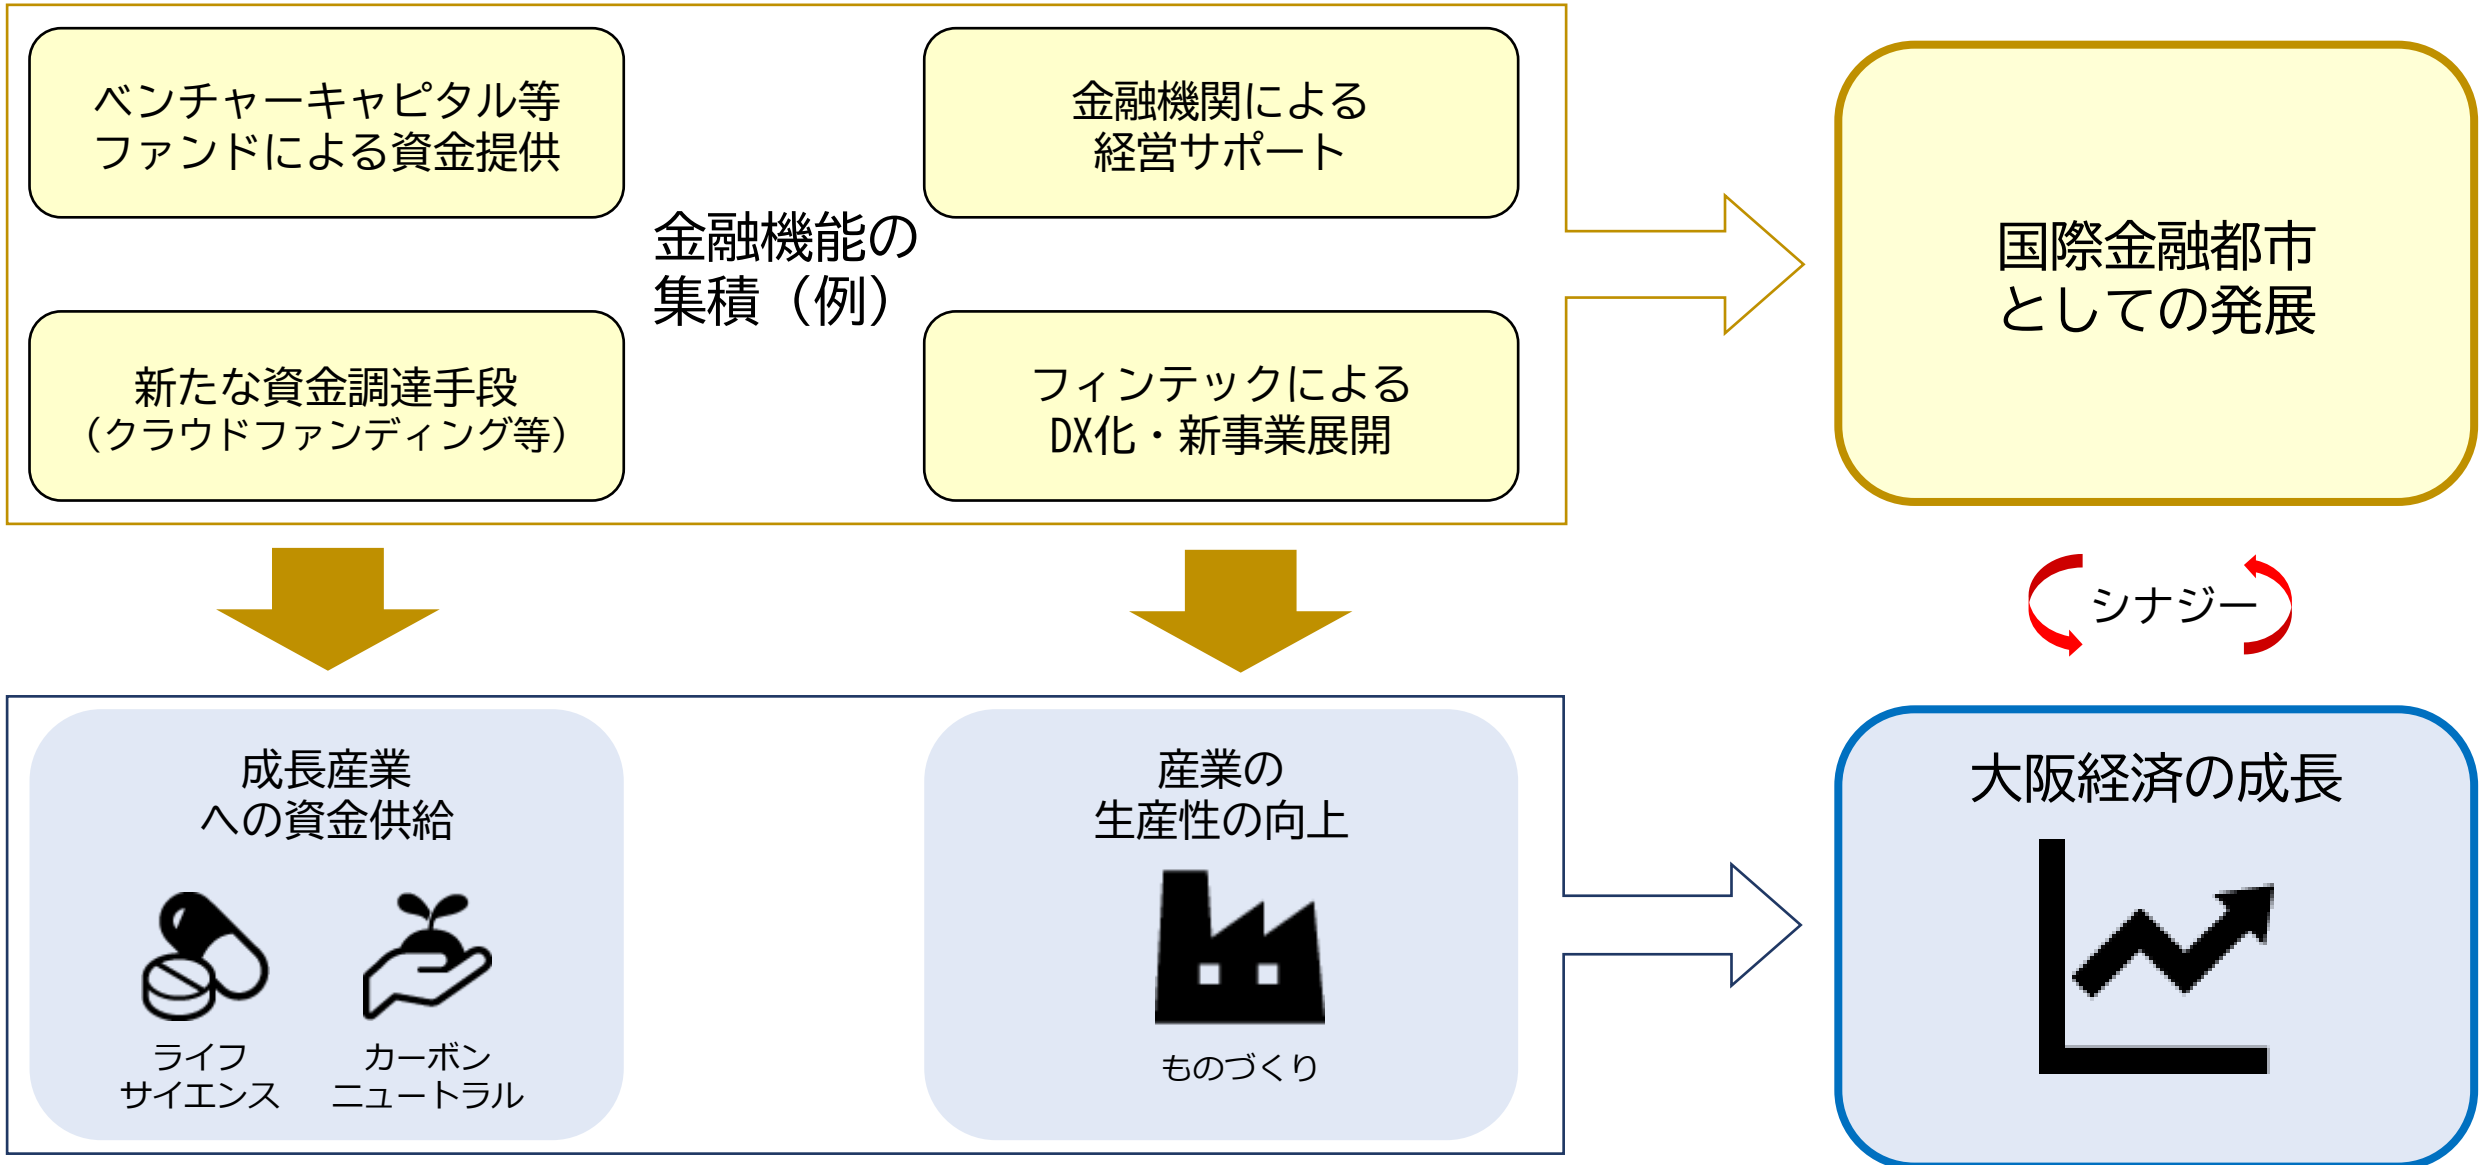 ベンチャーキャピタル等
ファンドによる資金提供
金融機関による
経営サポート
金融機能の
集積（例）
新たな資金調達手段
（クラウドファンディング等）
フィンテックによる
DX化・新事業展開
国際金融都市
としての発展
シナジー
成長産業
への資金供給
ライフ
サイエンス
カーボン
ニュートラル
産業の
生産性の向上
ものづくり
大阪経済の成長